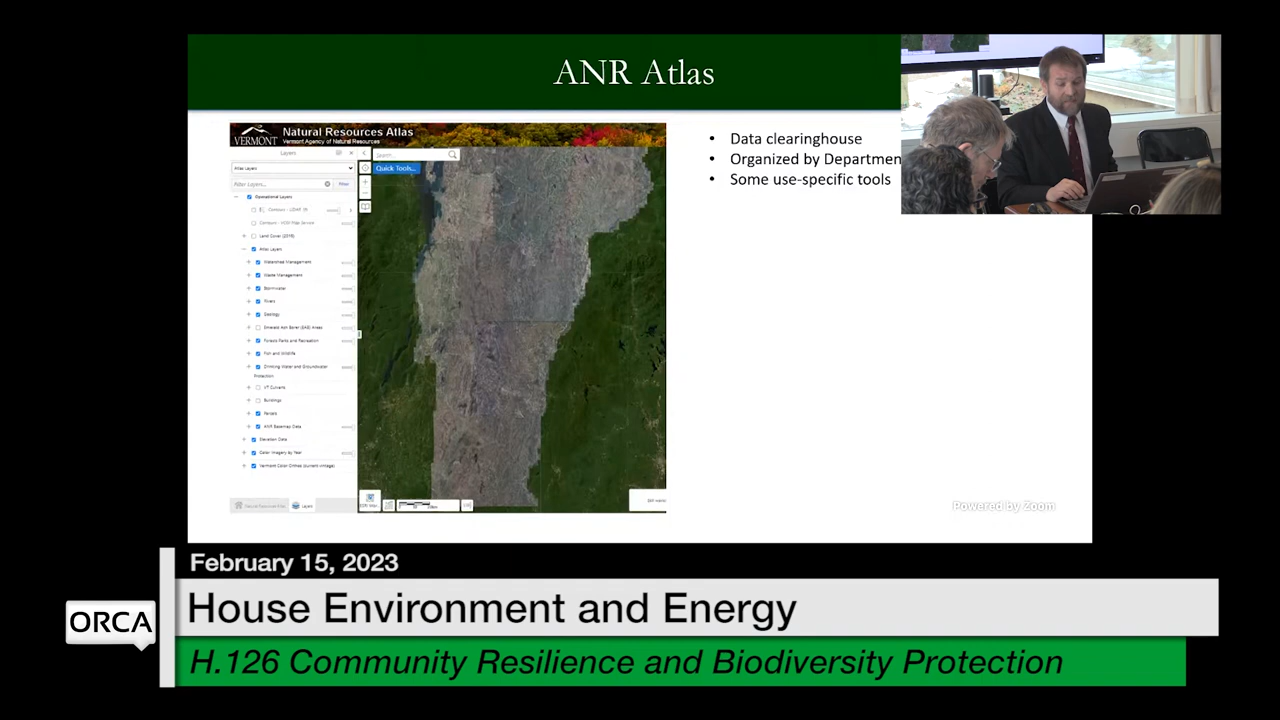 ANR Atlas
VERMONT
Natural Resources Atlas
Vermont Agency of Natural Resources
Layers
Search...
Atlas Layers
Quick Tools...
Filter Layers...
Filter
Operational Layers
Land Cover (2016)
Atlas Layers
Watershed Management
Waste Management
Stormwater
Rivers
Geology
Emerald Ash Borer (EAB) Areas
Forests Parks and Recreation
Fish and Wildlife
Drinking Water and Groundwater
Protection
Buildings
Parcels
ANR Basemap Data
Elevation Data
Color Imagery by Year
Vermont Color Orthos (current vintage)
Layers
• Data clearinghouse
• Organized by Departmen
• Some use-specific tools
Powered by Zoom
February 15, 2023
House Environment and Energy
ORCA
H.126 Community Resilience and Biodiversity Protection